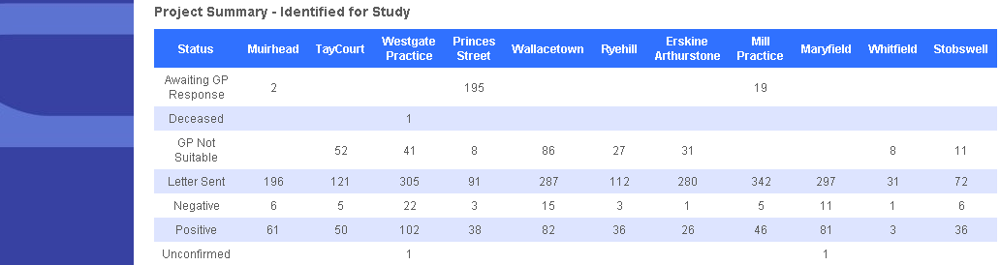 Project Summary - Identified for Study
Status Muirhead TayCourt Westgate Practice Princes Street Wallacetown Ryehill Erskine Arthurstone Mill Practice Maryfield Whitfield Stobswell
Awaiting GP Response 2 195 19
Deceased 1
GP Not Suitable 52 41 8 86 27 31 8 11
Letter Sent 196 121 305 91 287 112 280 342 297 31 72
Negative 6 5 22 3 15 3 1 5 11 1 6
Positive 61 50 102 38 82 36 26 46 81 3 36
Unconfirmed 1 1